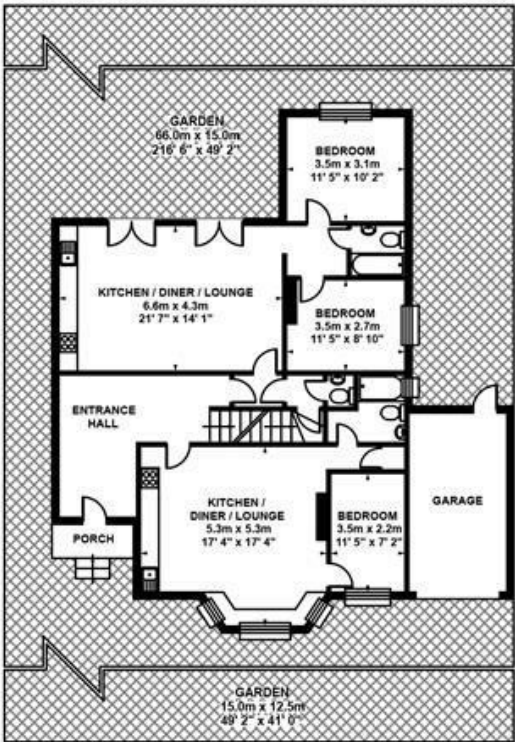 GARDEN
66.0m x 15.0m
216' 6" x 49' 2"
BEDROOM
3.5m x 3.1m
11' 5" x 10' 2"
KITCHEN / DINER / LOUNGE
6.6m x 4.3m
21' 7" x 14' 1"
BEDROOM
3.5m x 2.7m
11' 5" x 8' 10"
ENTRANCE
HALL
KITCHEN /
DINER / LOUNGE
5.3m x 5.3m
17' 4" x 17' 4"
BEDROOM
3.5m x 2.2m
11' 5" x 7' 2"
GARAGE
PORCH
GARDEN
15.0m x 12.5m
49' 2" x 41' 0"